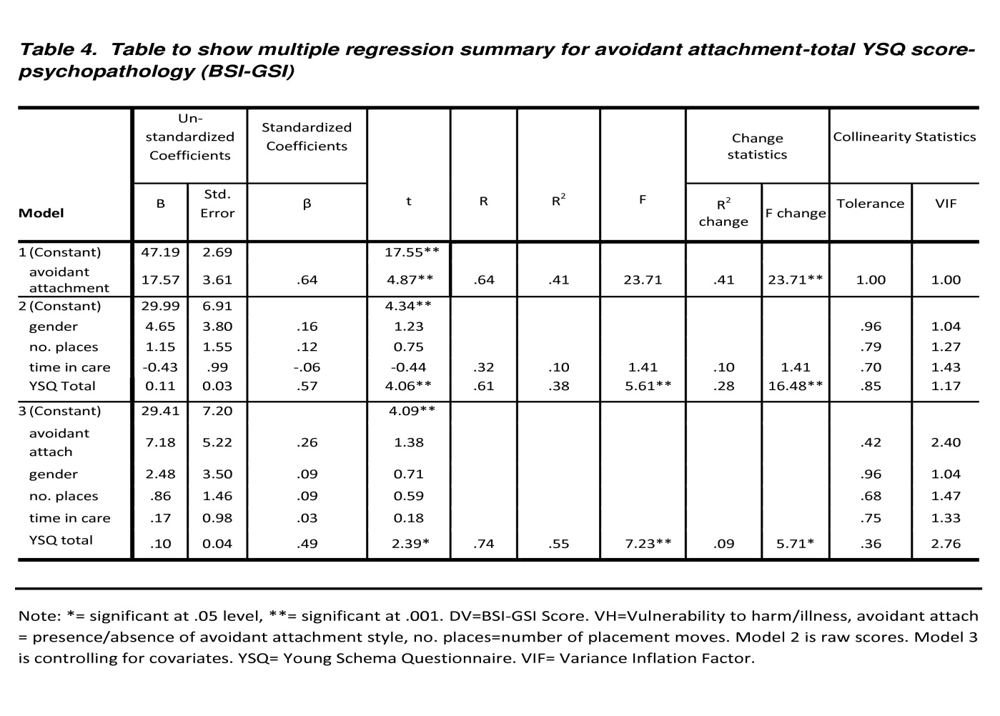 Table 4. Table to show multiple regression summary for avoidant attachment-total YSQ score-
psychopathology (BSI-GSI)
Un-
standardized
Coefficients
Standardized
Coefficients
Change
statistics
Collinearity Statistics
Model
B
Std.
Error
β
t
R
R²
F
R²
change
F change
Tolerance
VIF
1 (Constant) 47.19 2.69 17.55**
avoidant
attachment
17.57 3.61 .64 4.87** .64 .41 23.71 .41 23.71** 1.00 1.00
2 (Constant) 29.99 6.91 4.34**
gender 4.65 3.80 .16 1.23 .96 1.04
no. places 1.15 1.55 .12 0.75 .79 1.27
time in care -0.43 .99 -.06 -0.44 .32 .10 1.41 .10 1.41 .70 1.43
YSQ Total 0.11 0.03 .57 4.06** .61 .38 5.61** .28 16.48** .85 1.17
3 (Constant) 29.41 7.20 4.09**
avoidant
attach
7.18 5.22 .26 1.38 .42 2.40
gender 2.48 3.50 .09 0.71 .96 1.04
no. places .86 1.46 .09 0.59 .68 1.47
time in care .17 0.98 .03 0.18 .75 1.33
YSQ total .10 0.04 .49 2.39* .74 .55 7.23** .09 5.71* .36 2.76
Note: *= significant at .05 level, **= significant at .001. DV=BSI-GSI Score. VH=Vulnerability to harm/illness, avoidant attach
= presence/absence of avoidant attachment style, no. places=number of placement moves. Model 2 is raw scores. Model 3
is controlling for covariates. YSQ= Young Schema Questionnaire. VIF= Variance Inflation Factor.